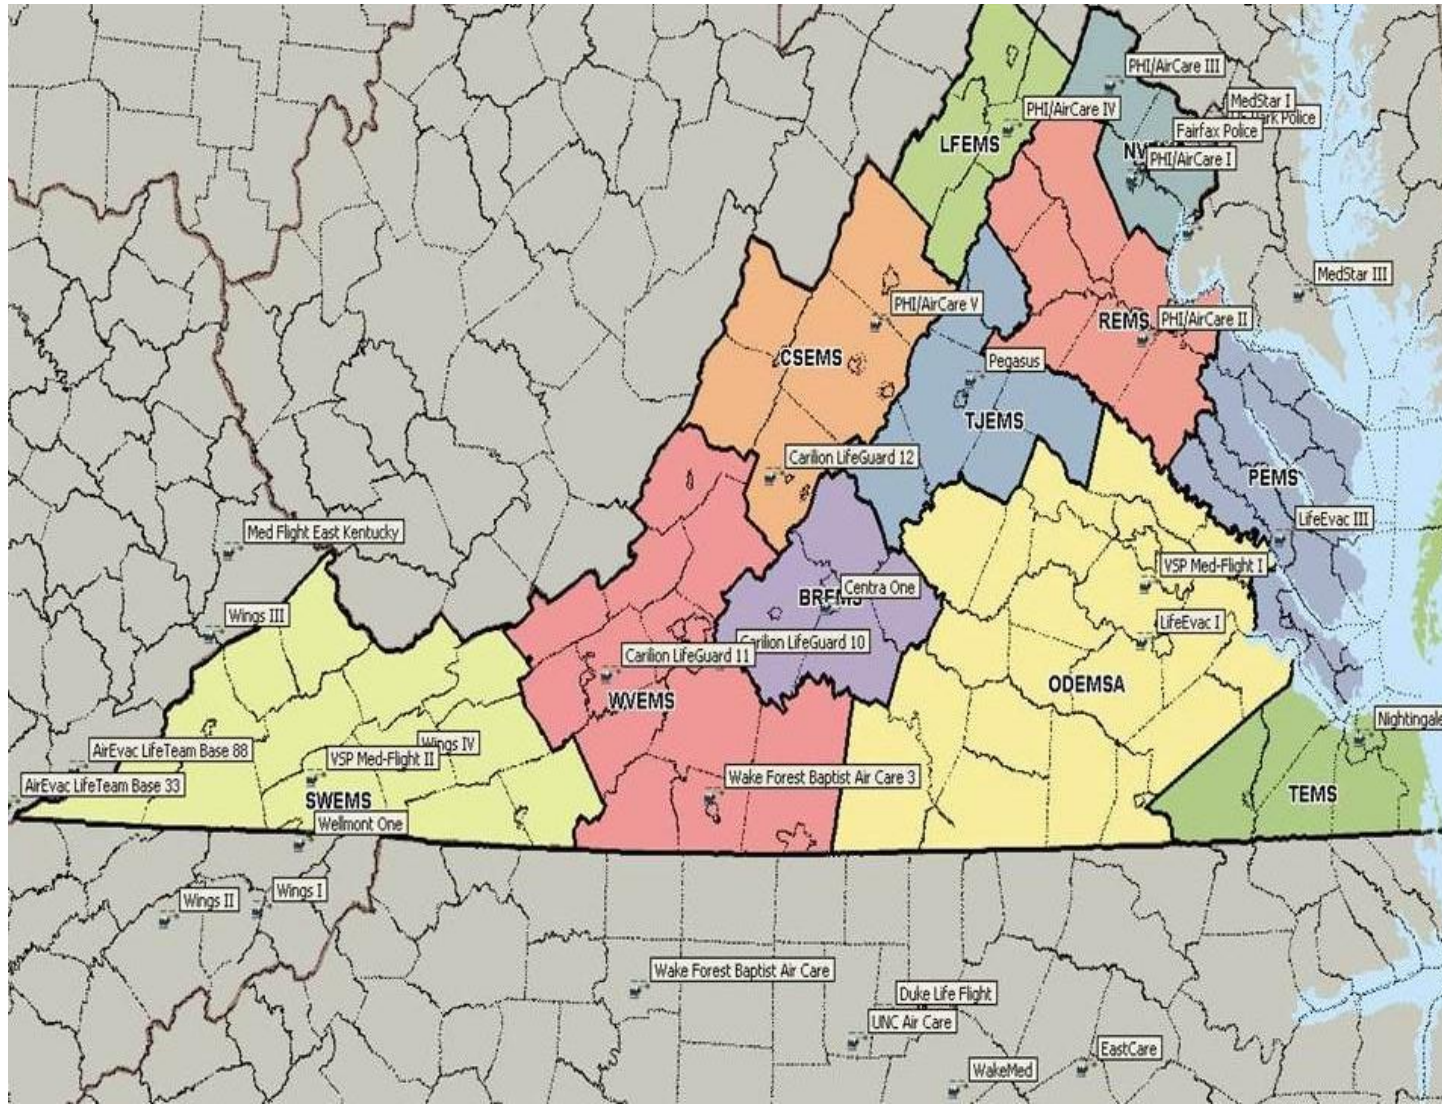 PHI/AirCare III
MedStar I
Park Police
PHI/AirCare IV
Fairfax Police
LFEMS
NV
PHI/AirCare I
MedStar III
PHI/AirCare V
REMS
PHI/AirCare II
CSEMS
Pegasus
TJEMS
Carilion LifeGuard 12
PEMS
LifeEvac III
Med Flight East Kentucky
VSP Med-Flight I
Centra One
BREMS
Wings III
LifeEvac I
Carilion LifeGuard 10
Carilion LifeGuard 11
ODEMSA
WVEMS
Nightingale
Wings IV
AirEvac LifeTeam Base 88
VSP Med-Flight II
Wake Forest Baptist Air Care 3
AirEvac LifeTeam Base 33
SWEMS
TEMS
Wellmont One
Wings I
Wings II
Wake Forest Baptist Air Care
Duke Life Flight
UNC Air Care
EastCare
WakeMed